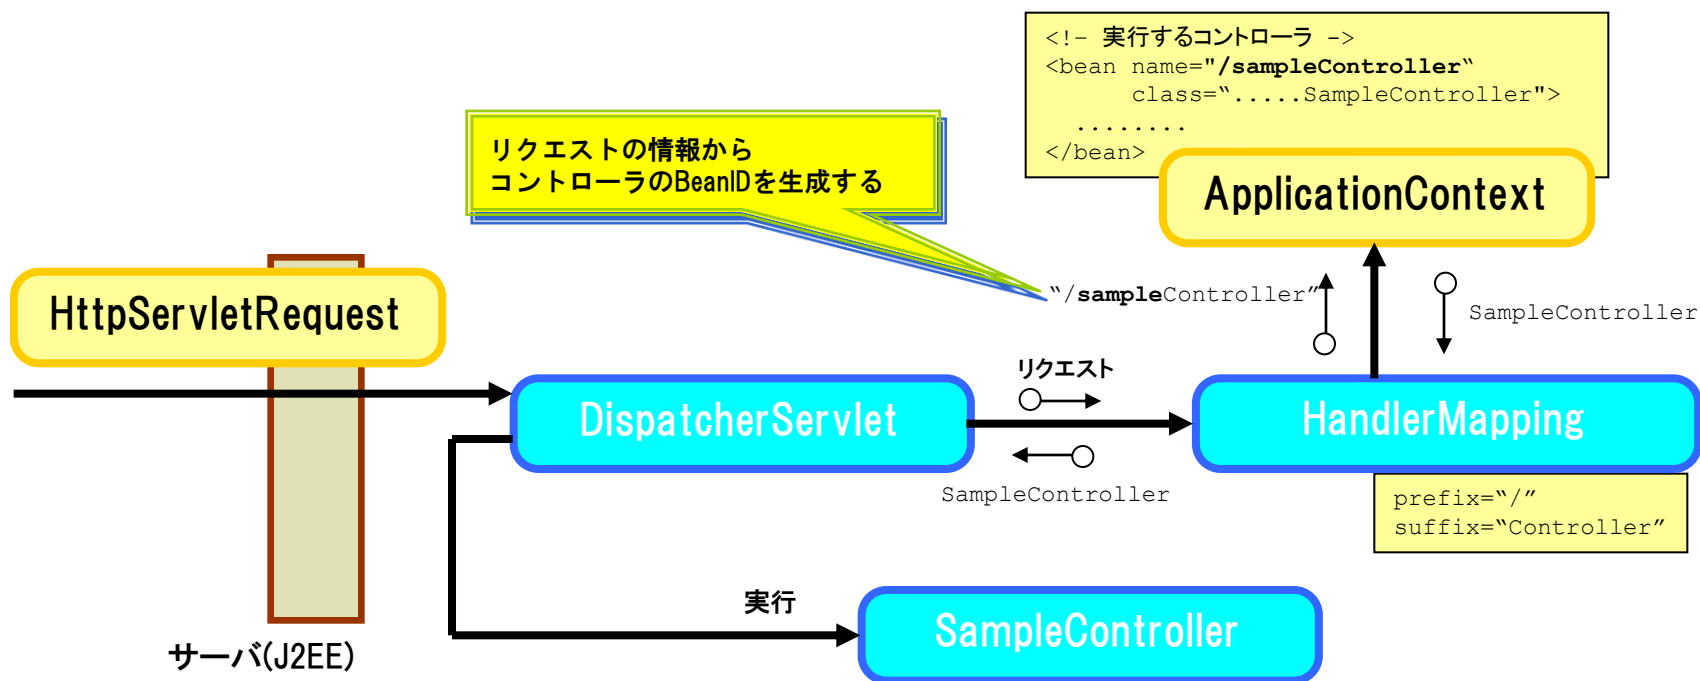 <!– 実行するコントローラ ->
<bean name="/sampleController“
class=“.....SampleController">
........
</bean>
ApplicationContext
リクエストの情報から
コントローラのBeanIDを生成する
“/sampleController”
SampleController
HttpServletRequest
リクエスト
DispatcherServlet
HandlerMapping
SampleController
prefix=“/”
suffix=“Controller”
実行
SampleController
サーバ(J2EE)